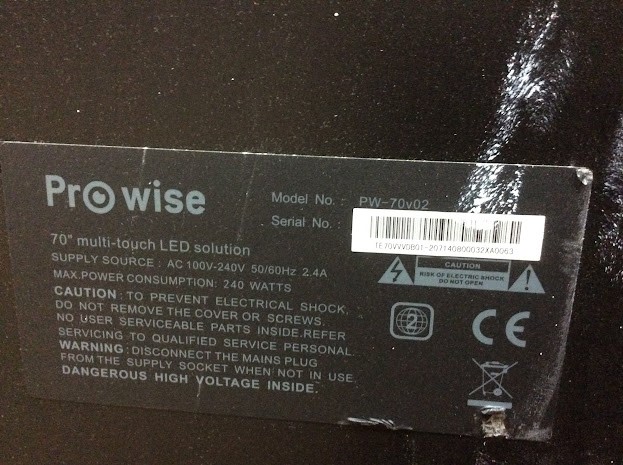 Prowise
Model No. : PW-70v02
Serial No. :
70" multi-touch LED solution
SUPPLY SOURCE : AC 100V-240V 50/60Hz 2.4A
MAX.POWER CONSUMPTION: 240 WATTS
CAUTION : TO PREVENT ELECTRICAL SHOCK,
DO NOT REMOVE THE COVER OR SCREWS.
NO USER SERVICEABLE PARTS INSIDE.REFER
SERVICING TO QUALIFIED SERVICE PERSONAL.
WARNING : DISCONNECT THE MAINS PLUG
FROM THE SUPPLY SOCKET WHEN NOT IN USE.
DANGEROUS HIGH VOLTAGE INSIDE.
TE70VVV0B01-207140800032XA0063
CAUTION
RISK OF ELECTRIC SHOCK
DO NOT OPEN
2
CE